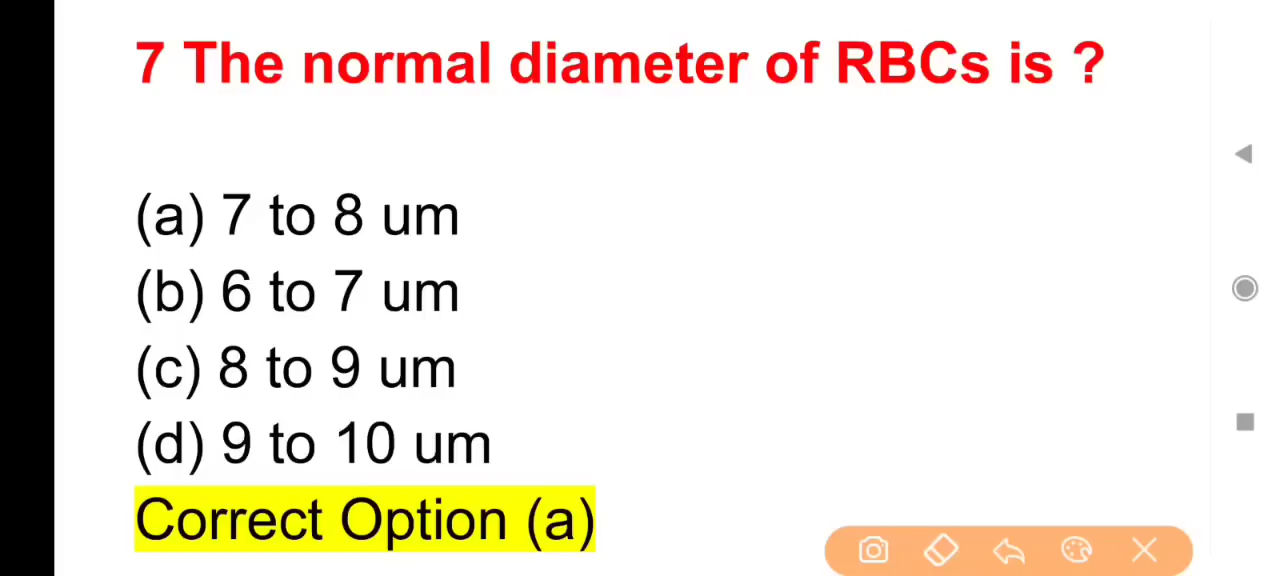 7 The normal diameter of RBCs is ?
(a) 7 to 8 um
(b) 6 to 7 um
(c) 8 to 9 um
(d) 9 to 10 um
Correct Option (a)